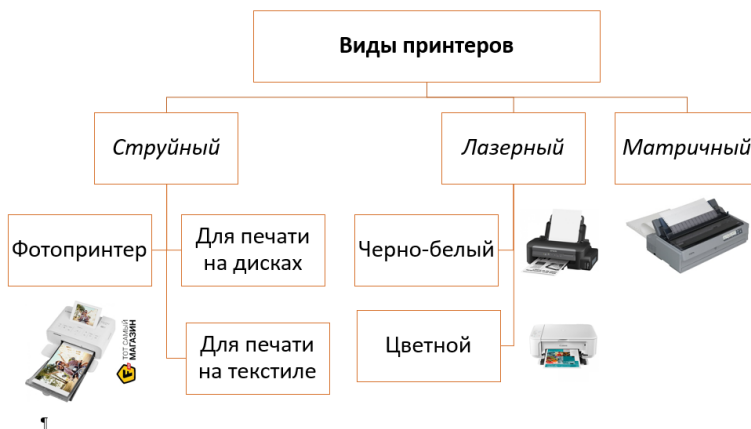 Виды принтеров
Струйный
Лазерный
Матричный
Фотопринтер
Для печати
на дисках
Черно-белый
Для печати
на текстиле
Цветной
ТОТ САМЫЙ
МАГАЗИН
¶